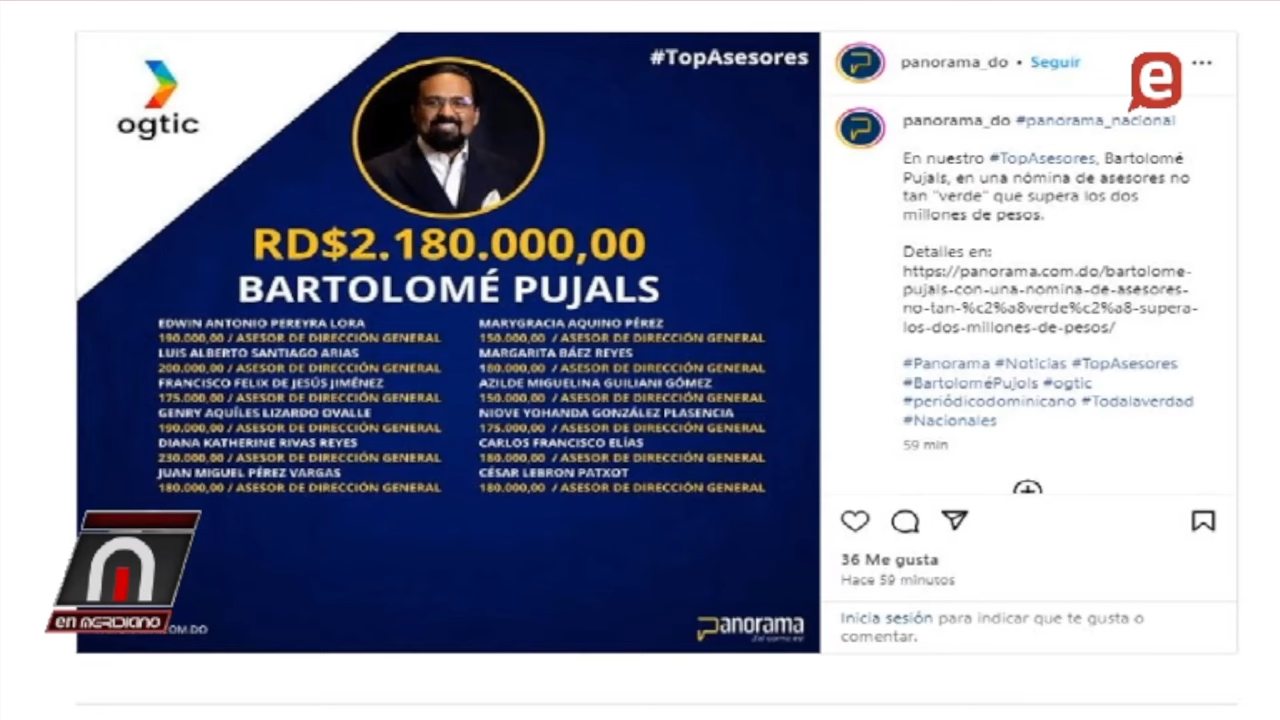 ogtic
#TopAsesores
RD$2.180.000,00
BARTOLOMÉ PUJALS
EDWIN ANTONIO PEREYRA LORA
190.000,00 / ASESOR DE DIRECCIÓN GENERAL
LUIS ALBERTO SANTIAGO ARIAS
200.000,00 / ASESOR DE DIRECCIÓN GENERAL
FRANCISCO FELIX DE JESÚS JIMÉNEZ
175.000,00 / ASESOR DE DIRECCIÓN GENERAL
GENRY AQUÍLES LIZARDO OVALLE
190.000,00 / ASESOR DE DIRECCIÓN GENERAL
DIANA KATHERINE RIVAS REYES
230.000,00 / ASESOR DE DIRECCIÓN GENERAL
JUAN MIGUEL PÉREZ VARGAS
180.000,00 / ASESOR DE DIRECCIÓN GENERAL
MARYGRACIA AQUINO PÉREZ
150.000,00 / ASESOR DE DIRECCIÓN GENERAL
MARGARITA BÁEZ REYES
180.000,00 / ASESOR DE DIRECCIÓN GENERAL
AZILDE MIGUELINA GUILIANI GÓMEZ
150.000,00 / ASESOR DE DIRECCIÓN GENERAL
NIOVE YOHANDA GONZÁLEZ PLASENCIA
175.000,00 / ASESOR DE DIRECCIÓN GENERAL
CARLOS FRANCISCO ELÍAS
180.000,00 / ASESOR DE DIRECCIÓN GENERAL
CÉSAR LEBRON PATXOT
180.000,00 / ASESOR DE DIRECCIÓN GENERAL
en MERDIANO
OM.DO
Panorama
panorama_do • Seguir
e
panorama_do #panorama_nacional
En nuestro #TopAsesores, Bartolomé
Pujals, en una nómina de asesores no
tan "verde" que supera los dos
millones de pesos.
Detalles en:
https://panorama.com.do/bartolome-
pujals-con-una-nomina-de-asesores-
no-tan-%c2%a8verde%c2%a8-supera-
los-dos-millones-de-pesos/
#Panorama #Noticias #TopAsesores
#BartoloméPujols #ogtic
#periódicodominicano #Todalaverdad
#Nacionales
59 min
36 Me gusta
Hace 59 minutos
Inicia sesión para indicar que te gusta o
comentar.